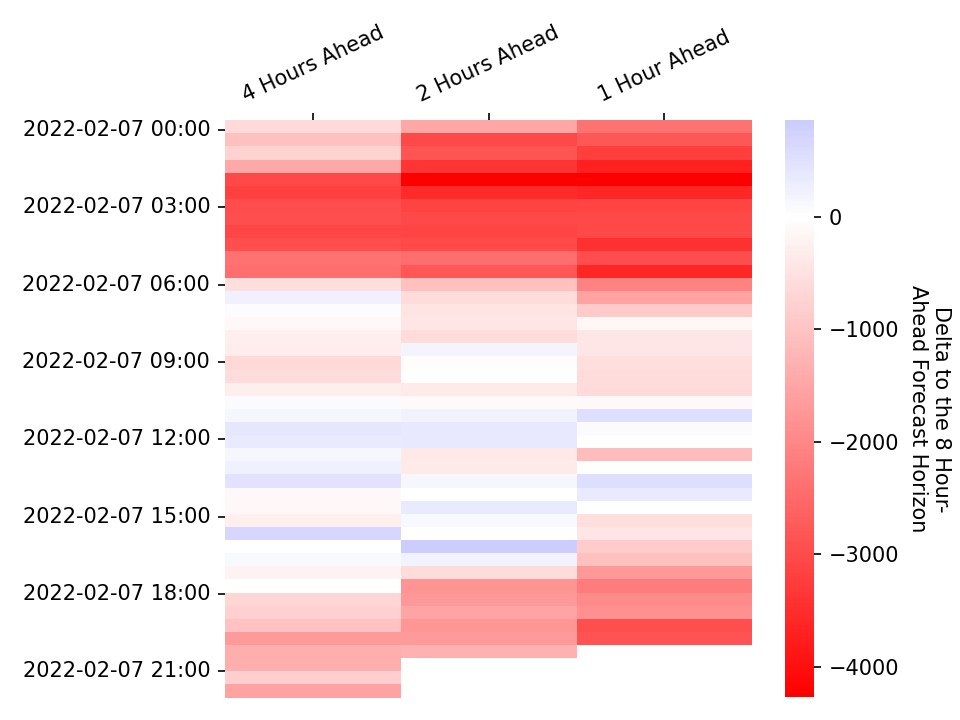 4 Hours Ahead
2 Hours Ahead
1 Hour Ahead
2022-02-07 00:00
2022-02-07 03:00
2022-02-07 06:00
2022-02-07 09:00
2022-02-07 12:00
2022-02-07 15:00
2022-02-07 18:00
2022-02-07 21:00
0
−1000
−2000
−3000
−4000
Delta to the 8 Hour-
Ahead Forecast Horizon